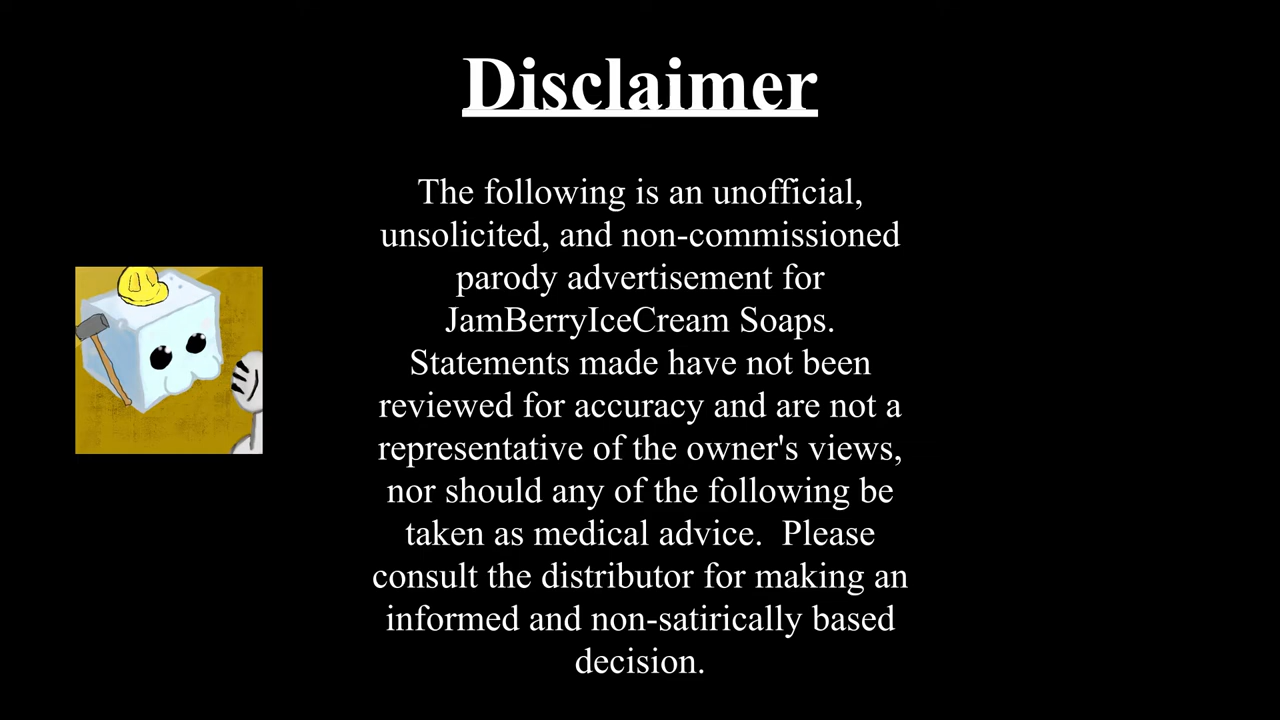 Disclaimer
The following is an unofficial,
unsolicited, and non-commissioned
parody advertisement for
JamBerryIceCream Soaps.
Statements made have not been
reviewed for accuracy and are not a
representative of the owner's views,
nor should any of the following be
taken as medical advice.  Please
consult the distributor for making an
informed and non-satirically based
decision.